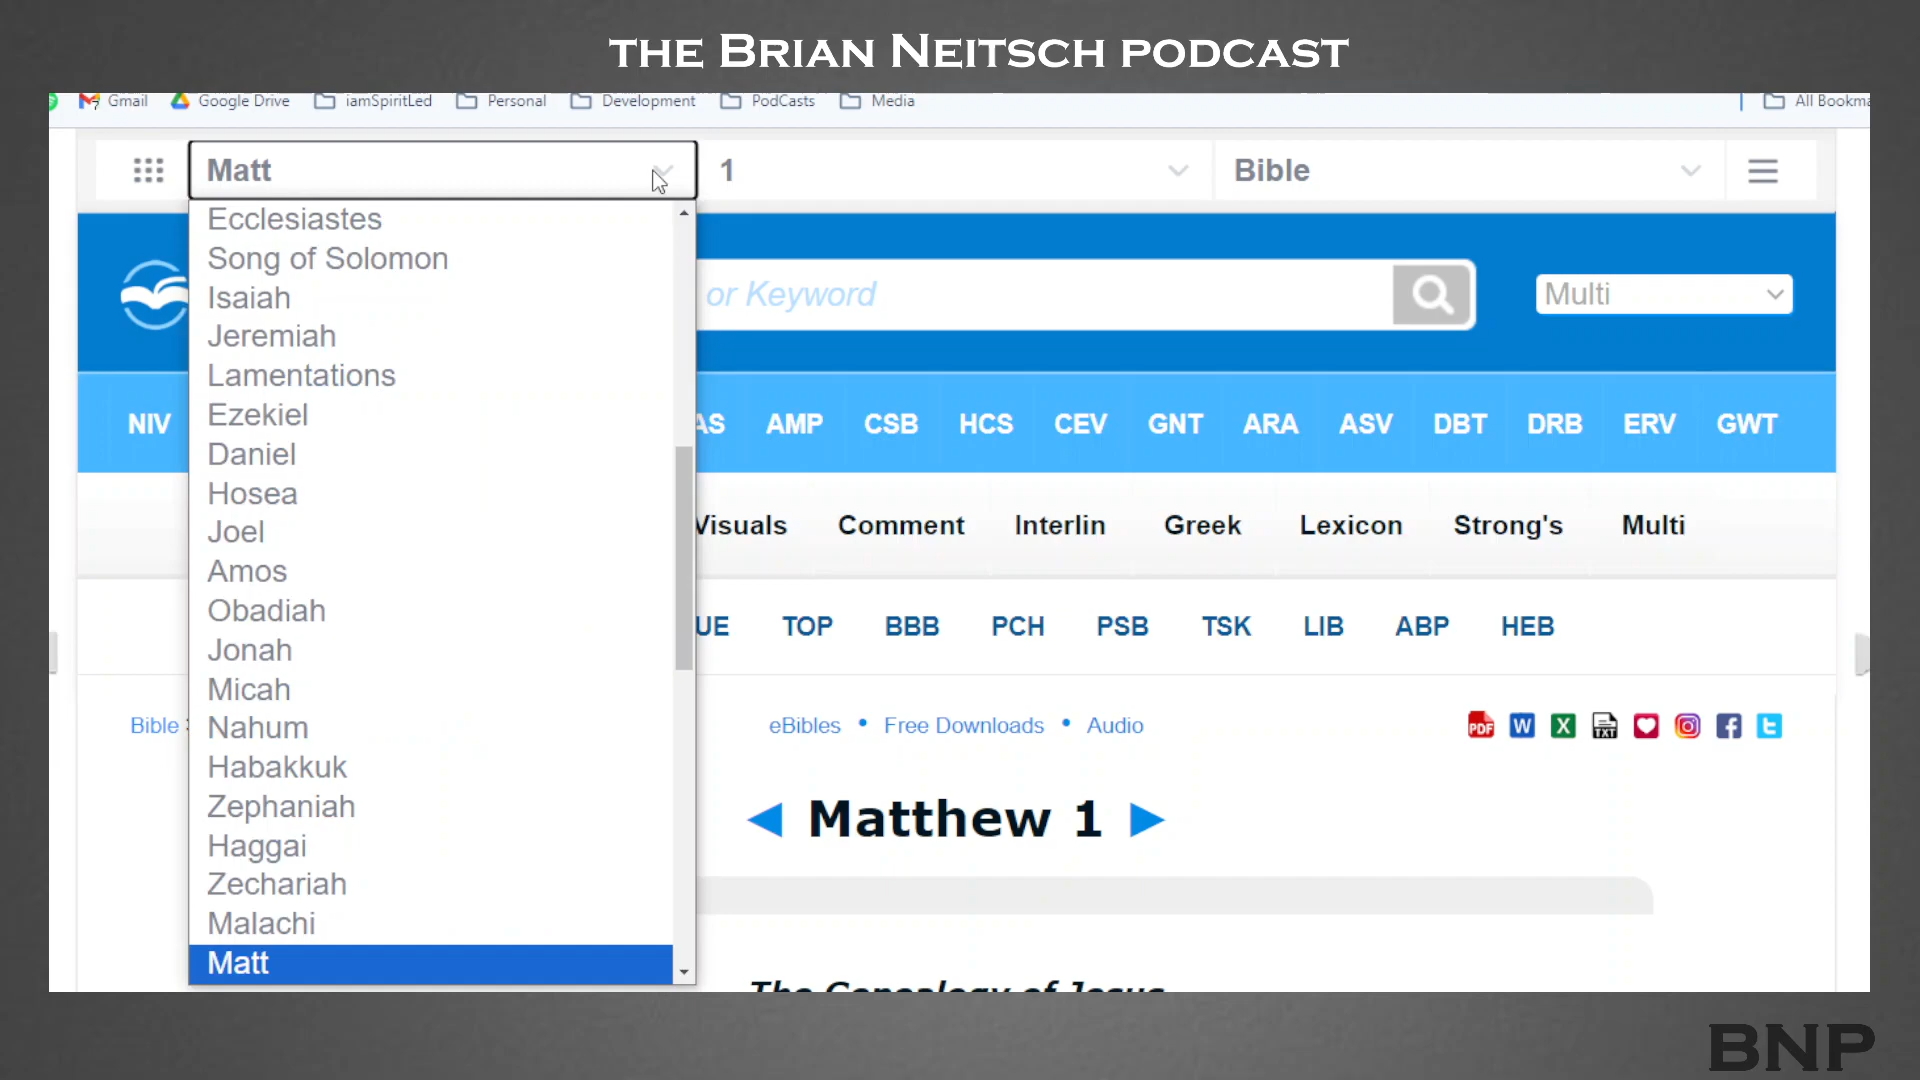 THE BRIAN NEITSCH PODCAST
Gmail Google Drive iamSpiritLed Personal Development PodCasts Media All Bookma
Matt 1 Bible
Ecclesiastes
Song of Solomon
or Keyword Multi
Isaiah
Jeremiah
Lamentations
Ezekiel
NIV AS AMP CSB HCS CEV GNT ARA ASV DBT DRB ERV GWT
Daniel
Hosea
Visuals Comment Interlin Greek Lexicon Strong's Multi
Joel
Amos
Obadiah
UE TOP BBB PCH PSB TSK LIB ABP HEB
Jonah
Micah
Nahum
Bible eBibles • Free Downloads • Audio PDF W X TXT
Habakkuk
Zephaniah
Matthew 1
Haggai
Zechariah
Malachi
Matt
The Genealogy of Jesus
BNP